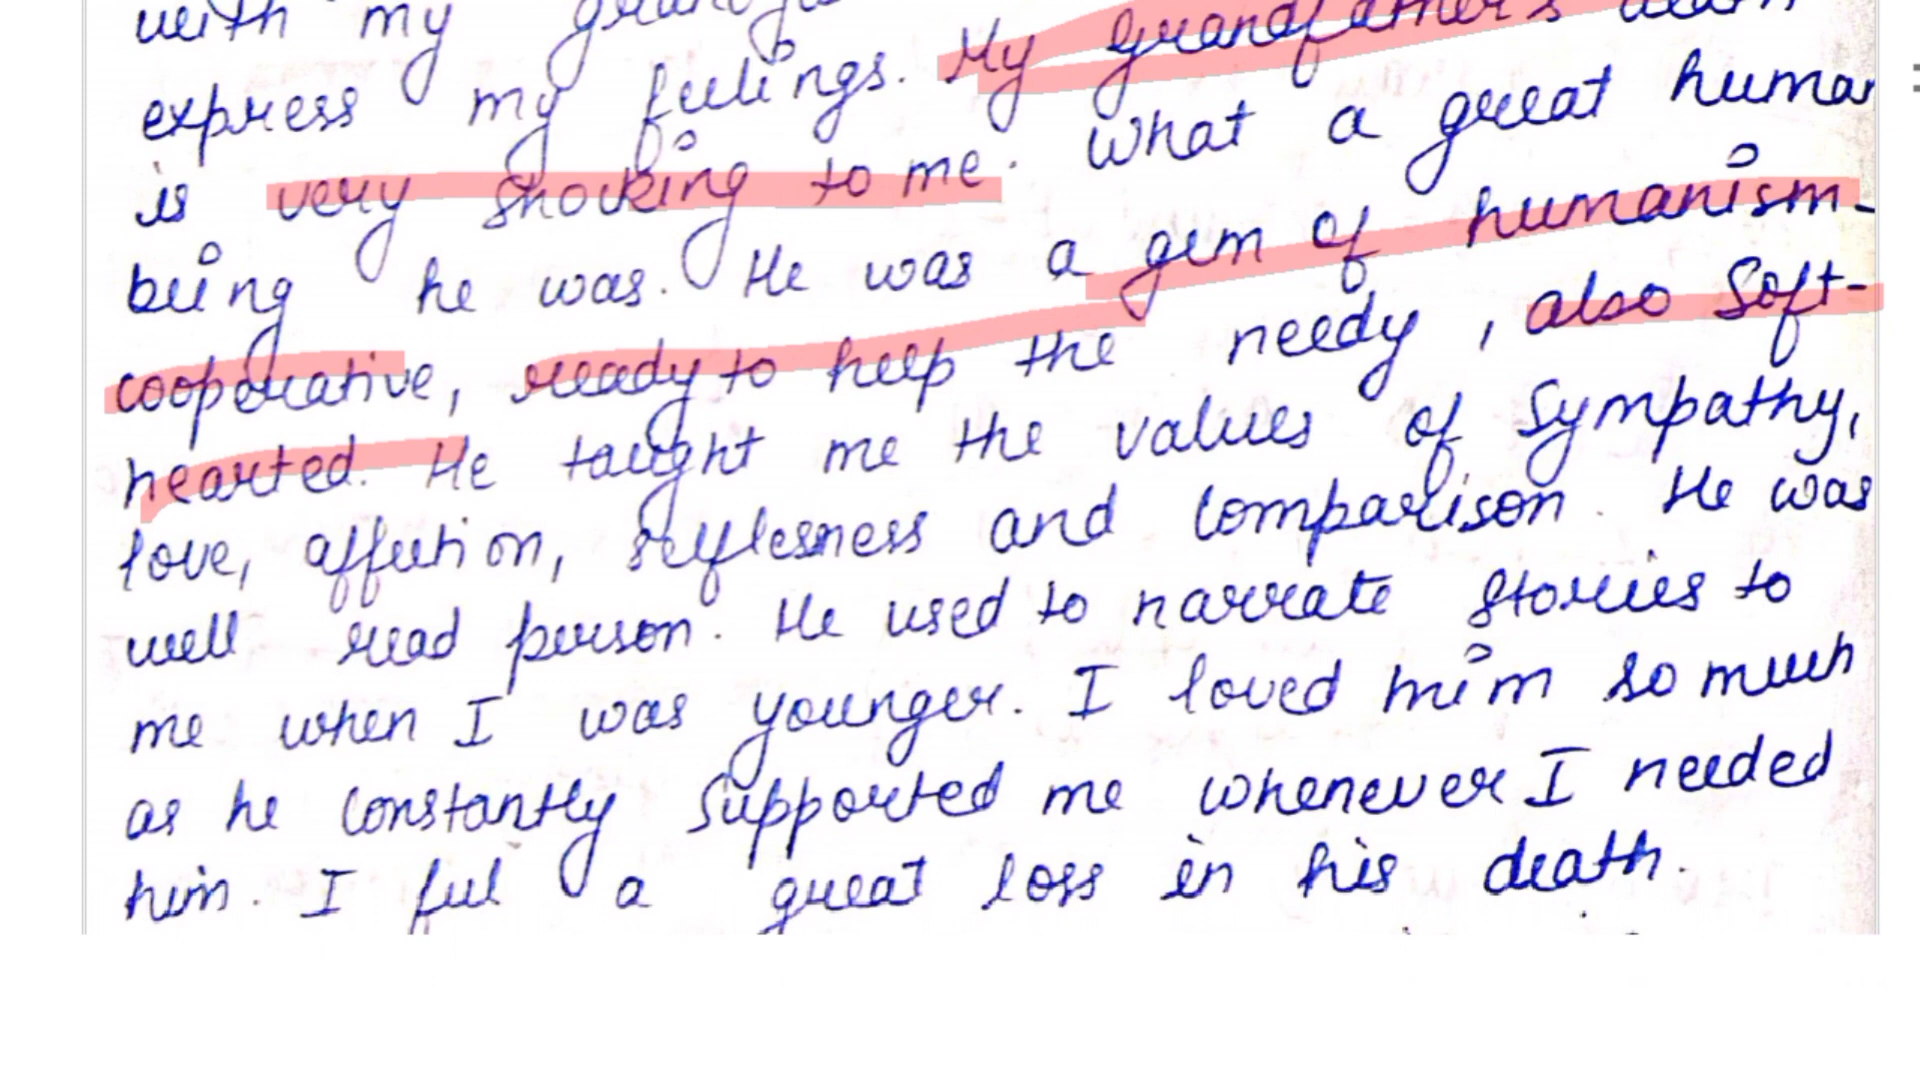 with my
express my feelings. My grandfather's death
is very shocking to me. What a great human
being he was. He was a gem of humanism-
cooperative, ready to help the needy, also Soft-
hearted. He taught me the values of Sympathy,
love, affection, selflesness and Comparison. He was
well read person. He used to narrate stories to
me when I was younger. I loved him so much
as he constantly Supported me whenever I needed
him. I feel a great loss in his death.